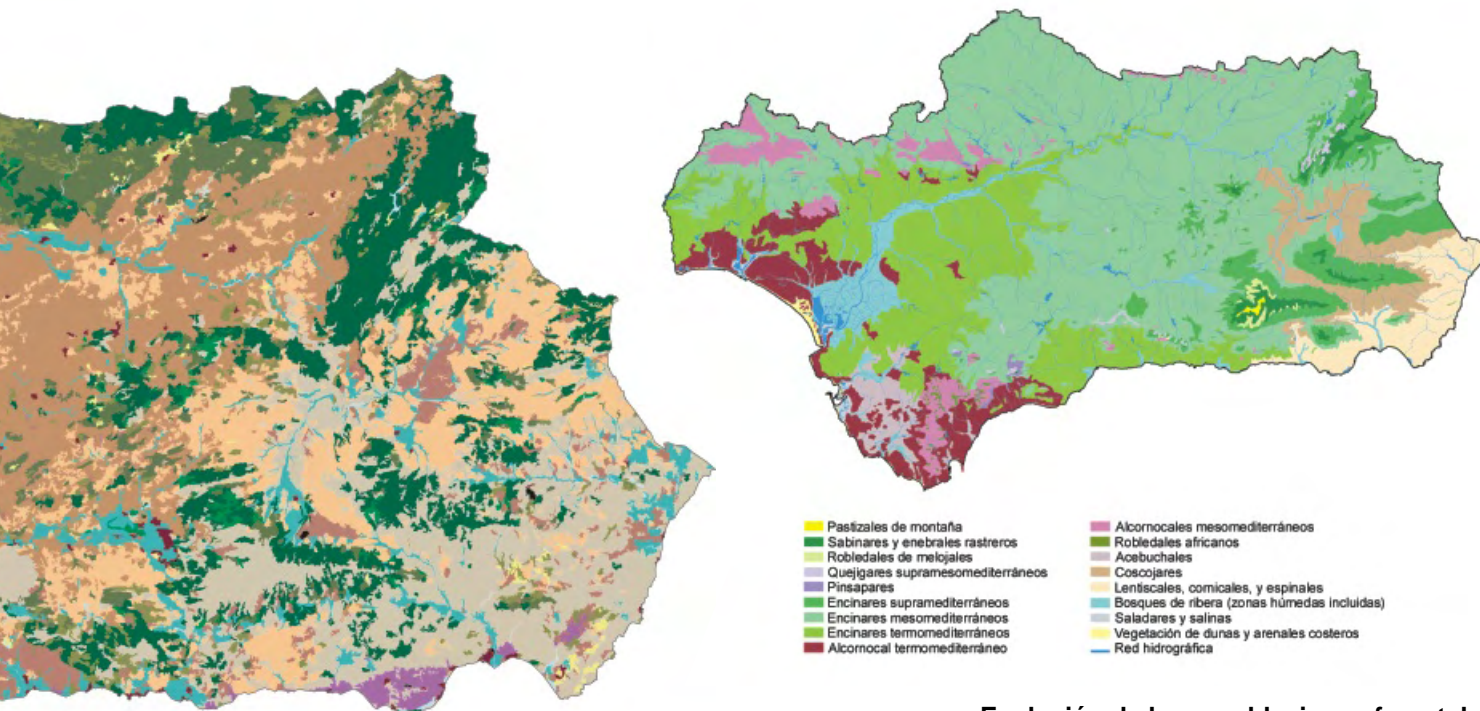 Pastizales de montaña
Sabinares y enebrales rastreros
Robledales de melojales
Quejigares supramesomediterráneos
Pinsapares
Encinares supramediterráneos
Encinares mesomediterráneos
Encinares termomediterráneos
Alcornocal termomediterráneo
Alcornocales mesomediterráneos
Robledales africanos
Acebuchales
Coscojares
Lentiscales, cornicales, y espinales
Bosques de ribera (zonas húmedas incluidas)
Saladares y salinas
Vegetación de dunas y arenales costeros
Red hidrográfica